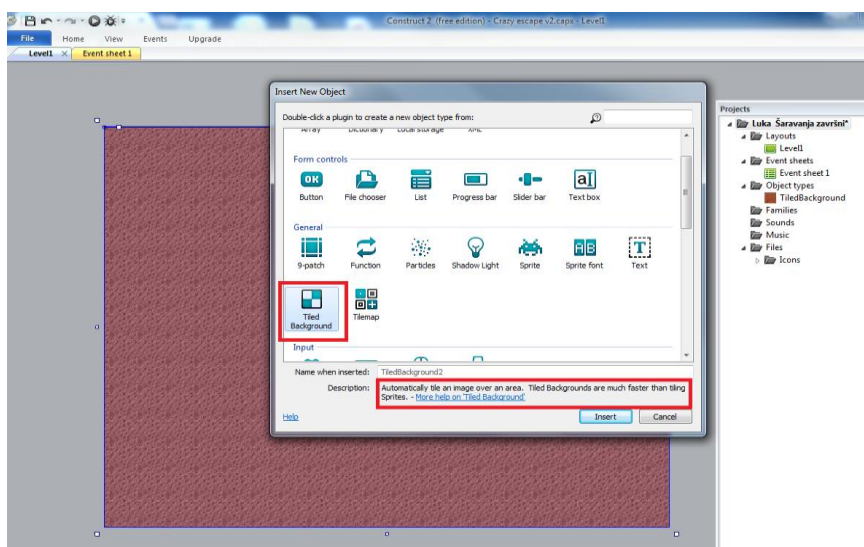 Construct 2 (free edition) - Crazy escape v2.capx - Level1
File Home View Events Upgrade
Level1 × Event sheet 1
Insert New Object
Double-click a plugin to create a new object type from:
Array Dictionary Local storage XML
Form controls
OK
aI
Button File chooser List Progress bar Slider bar Text box
General
T
9-patch Function Particles Shadow Light Sprite Sprite font Text
Tiled Background Tilemap
Input
Name when inserted: TiledBackground2
Description: Automatically tile an image over an area. Tiled Backgrounds are much faster than tiling
Sprites. - More help on 'Tiled Background'
Help Insert Cancel
Projects
Luka Šaravanja završni*
Layouts
Level1
Event sheets
Event sheet 1
Object types
TiledBackground
Families
Sounds
Music
Files
Icons